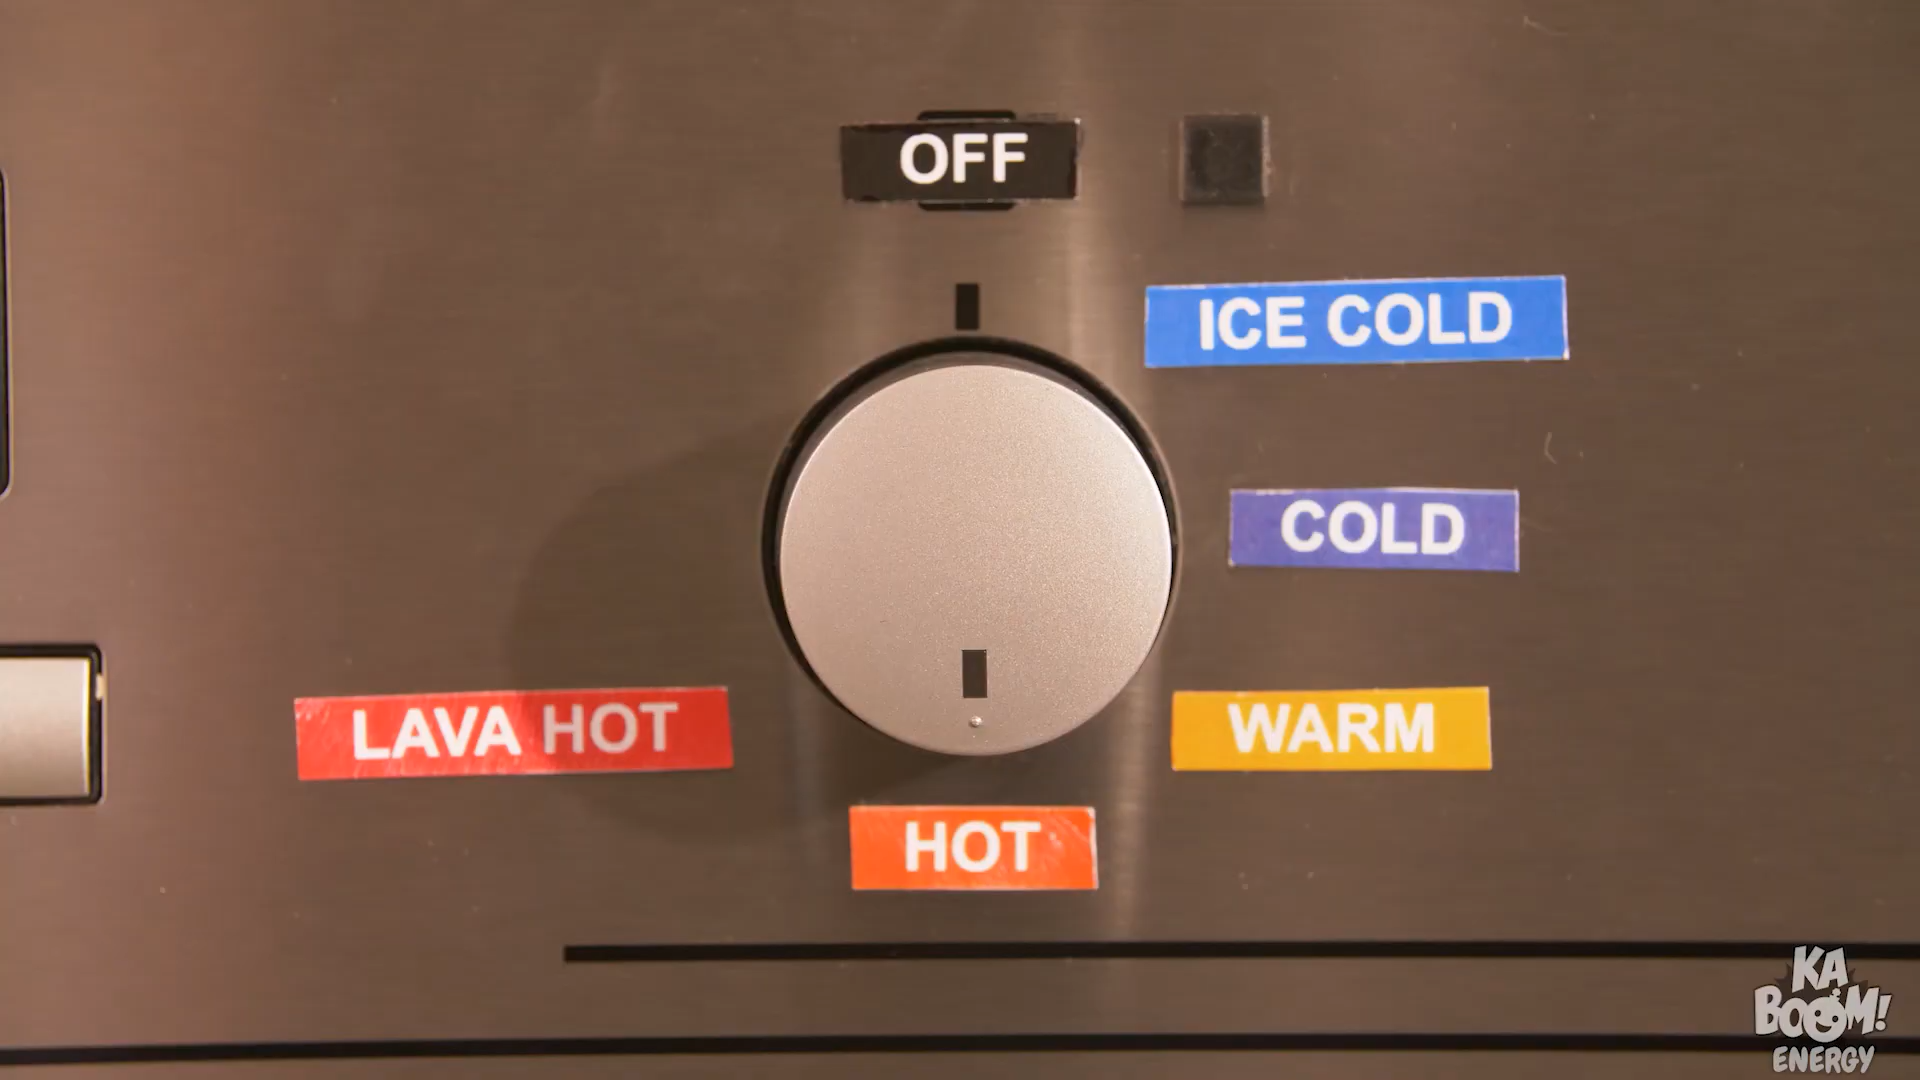 OFF
ICE COLD
COLD
LAVA HOT
WARM
HOT
KA
BOOM!
ENERGY